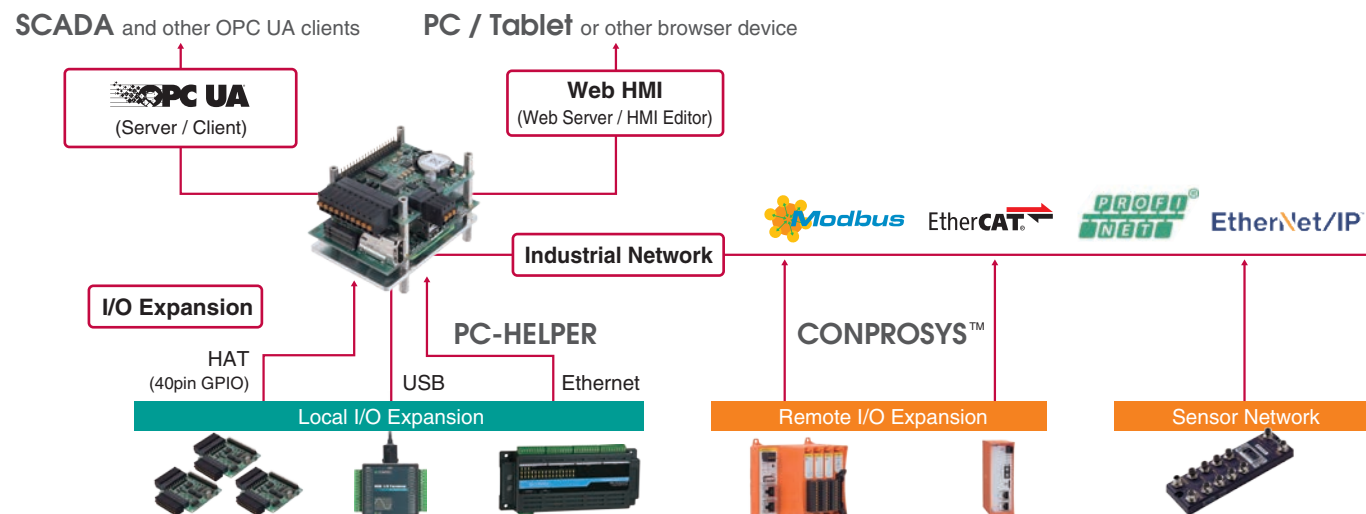 SCADA and other OPC UA clients
PC / Tablet or other browser device
OPC UA
(Server / Client)
Web HMI
(Web Server / HMI Editor)
Modbus
EtherCAT®
PROFI®
NET
EtherNet/IP™
Industrial Network
I/O Expansion
PC-HELPER
CONPROSYS™
HAT
(40pin GPIO)
USB
Ethernet
Local I/O Expansion
Remote I/O Expansion
Sensor Network